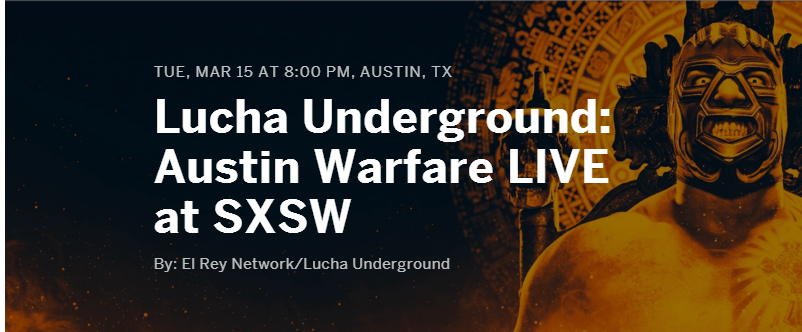 TUE, MAR 15 AT 8:00 PM, AUSTIN, TX
Lucha Underground:
Austin Warfare LIVE
at SXSW
By: El Rey Network/Lucha Underground